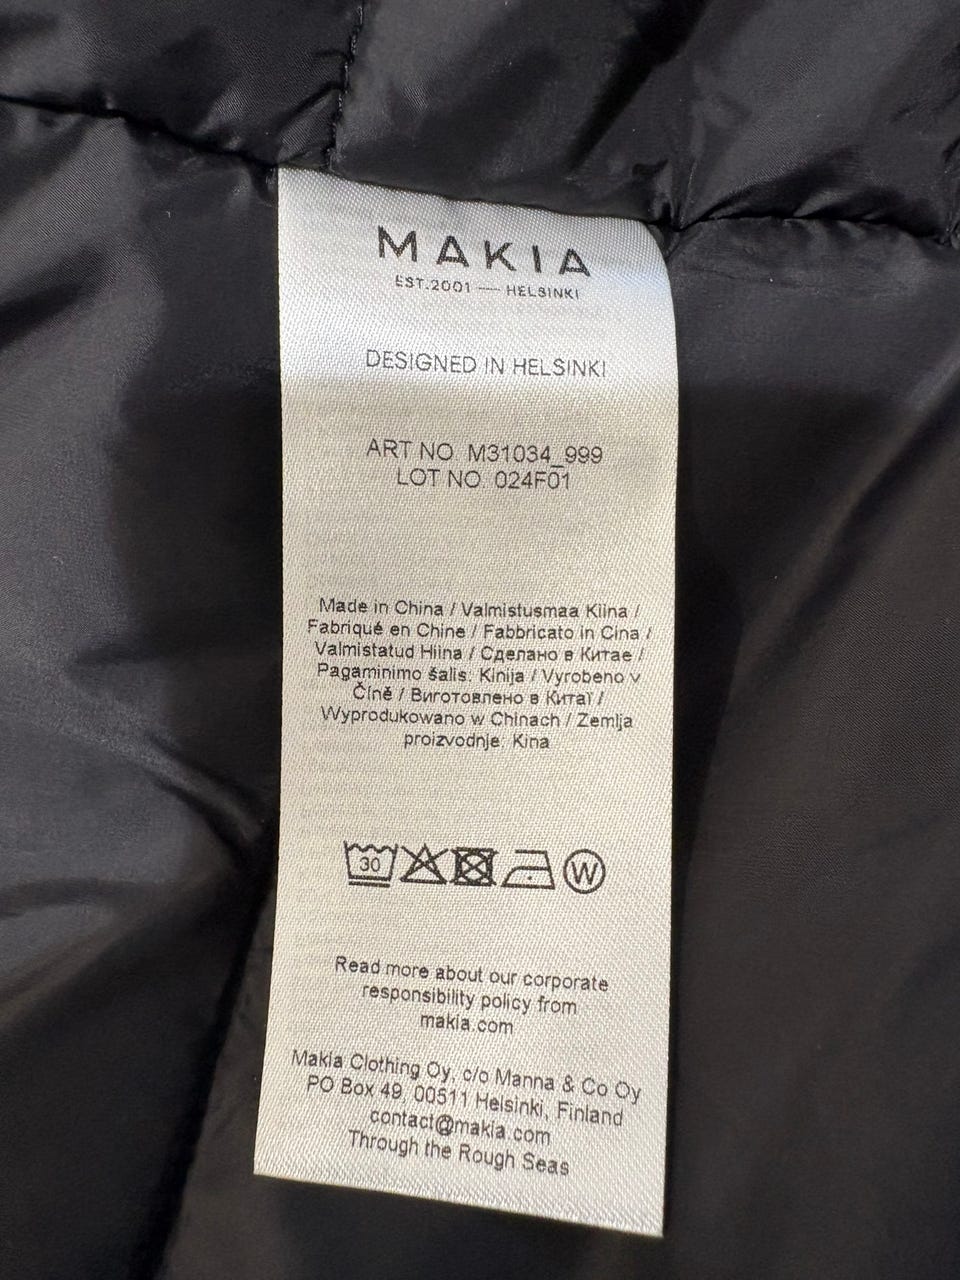 MAKIA
EST.2001 — HELSINKI
DESIGNED IN HELSINKI
ART NO. M31034_999
LOT NO. 024F01
Made in China / Valmistusmaa Kiina /
Fabriqué en Chine / Fabbricato in Cina /
Valmistatud Hiina / Сделано в Китае /
Pagaminimo šalis: Kinija / Vyrobeno v
Číně / Виготовлено в Китаї /
Wyprodukowano w Chinach / Zemlja
proizvodnje: Kina
30 W
Read more about our corporate
responsibility policy from
makia.com
Makia Clothing Oy, c/o Manna & Co Oy
PO Box 49, 00511 Helsinki, Finland
contact@makia.com
Through the Rough Seas